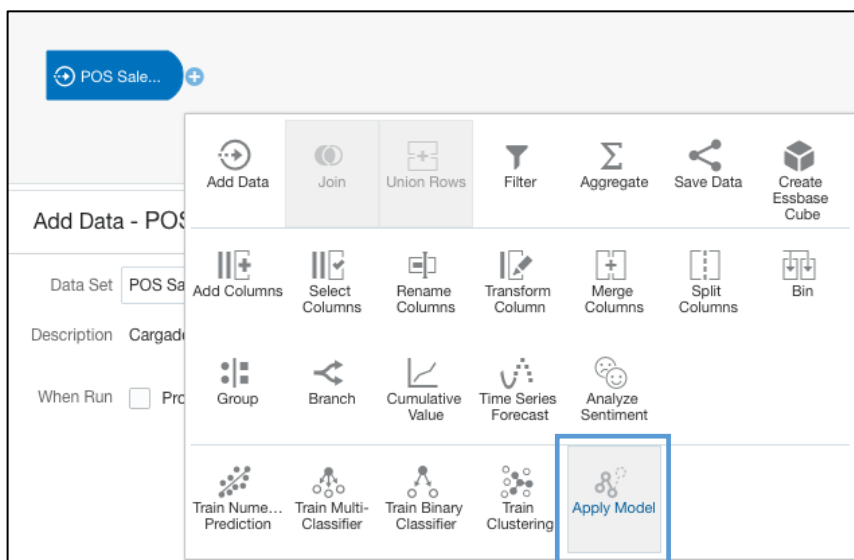 POS Sale...
Add Data
Join
Union Rows
Filter
Aggregate
Save Data
Create
Essbase
Cube
Add Data - POS
Data Set
POS Sa
Add Columns
Select
Columns
Rename
Columns
Transform
Column
Merge
Columns
Split
Columns
Bin
Description
Cargad
When Run
Pro
Group
Branch
Cumulative
Value
Time Series
Forecast
Analyze
Sentiment
Train Nume...
Prediction
Train Multi-
Classifier
Train Binary
Classifier
Train
Clustering
Apply Model